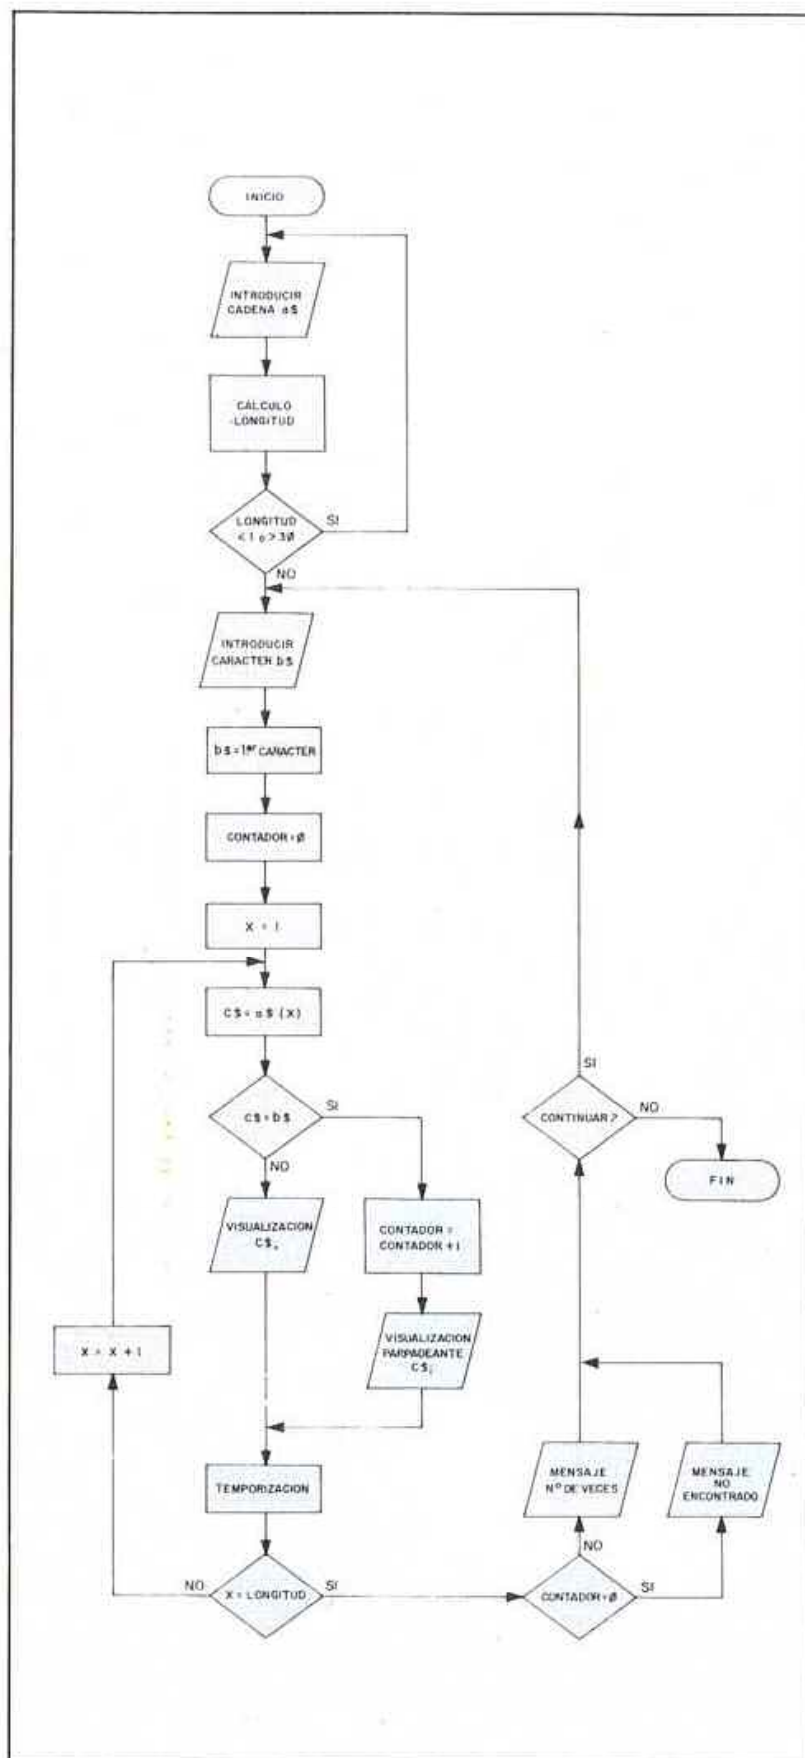 INICIO
INTRODUCIR
CADENA a$
CALCULO
-LONGITUD
LONGITUD
<1 o >30
SI
NO
INTRODUCIR
CARACTER b$
b$=1er CARACTER
CONTADOR=Ø
X = 1
C$= a$ (X)
C$=b$
SI
NO
VISUALIZACION
C$,
CONTADOR =
CONTADOR +1
VISUALIZACION
PARPADEANTE
C$;
X = X + 1
TEMPORIZACION
X = LONGITUD
NO
SI
CONTADOR=Ø
NO
SI
MENSAJE
Nº DE VECES
MENSAJE
NO
ENCONTRADO
CONTINUAR?
SI
NO
FIN